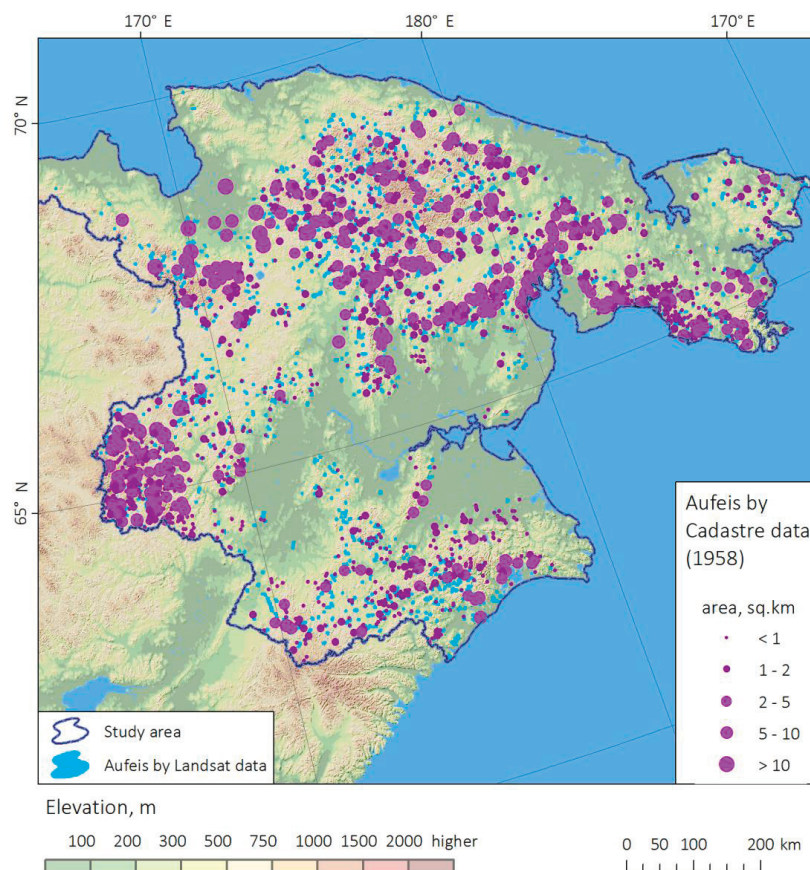 170° E
180° E
170° E
70° N
65° N
Aufeis by
Cadastre data
(1958)
area, sq.km
< 1
1 - 2
2 - 5
5 - 10
> 10
Study area
Aufeis by Landsat data
Elevation, m
100 200 300 500 750 1000 1500 2000 higher
0 50 100 200 km